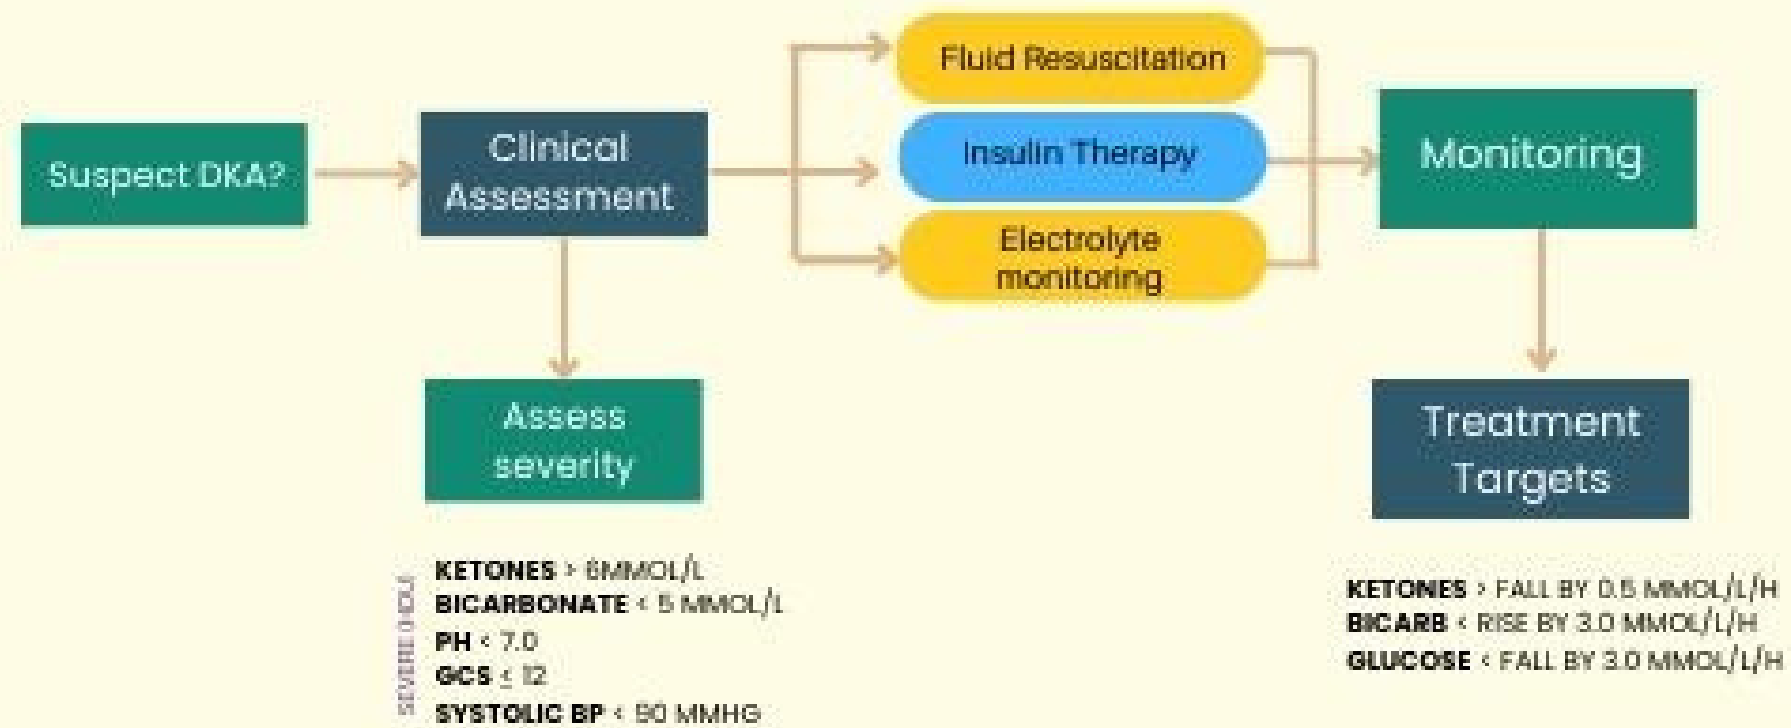 Suspect DKA?
Clinical
Assessment
Fluid Resuscitation
Insulin Therapy
Electrolyte
monitoring
Monitoring
Assess
severity
Treatment
Targets
SEVERE (HDU)
KETONES > 6MMOL/L
BICARBONATE < 5 MMOL/L
PH < 7.0
GCS ≤ 12
SYSTOLIC BP < 90 MMHG
KETONES > FALL BY 0.5 MMOL/L/H
BICARB < RISE BY 3.0 MMOL/L/H
GLUCOSE < FALL BY 3.0 MMOL/L/H